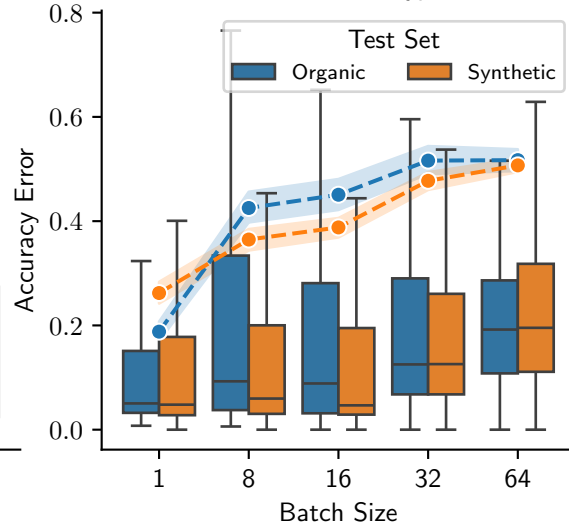 Test Set
Organic
Synthetic
Accuracy Error
0.8
0.6
0.4
0.2
0.0
1 8 16 32 64
Batch Size